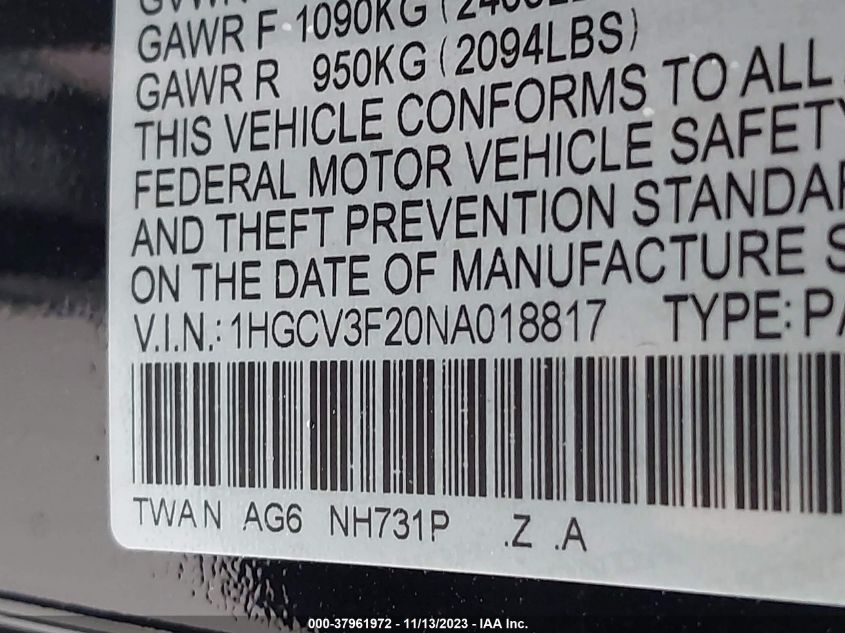 GAWR F 1090KG (
GAWR R 950KG (2094LBS)
THIS VEHICLE CONFORMS TO ALL
FEDERAL MOTOR VEHICLE SAFETY
AND THEFT PREVENTION
ON THE DATE OF MANUFACTURE
V.I.N.: 1HGCV3F20NA018817 TYPE:
TWAN AG6 NH731P .Z .A
000-37961972 - 11/13/2023 - IAA Inc.